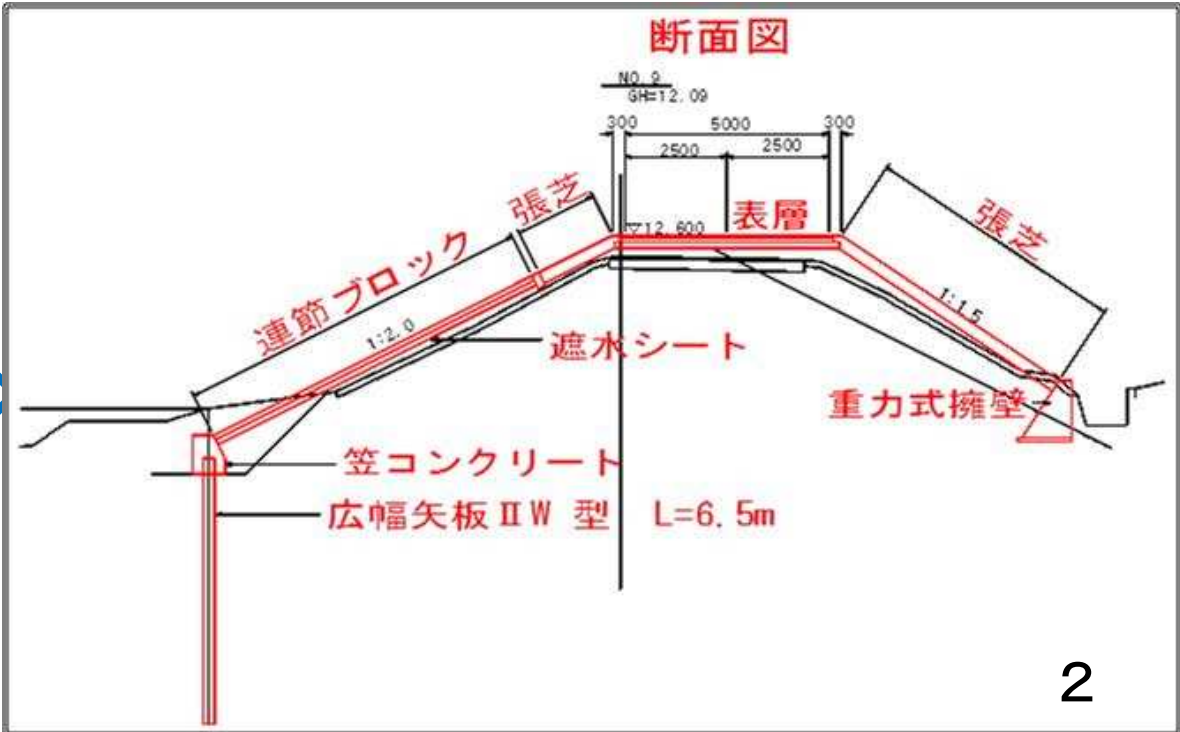 断面図
NO.9
GH=12.09
300 5000 300
2500 2500
張芝
表層
張芝
▽12.600
連節ブロック
1:2.0
1:1.5
遮水シート
重力式擁壁
笠コンクリート
広幅矢板ⅡW 型 L=6.5m
2